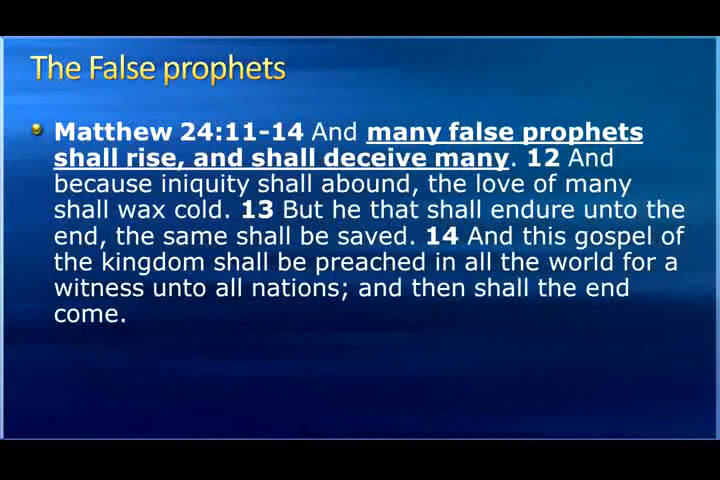 The False prophets
Matthew 24:11-14 And many false prophets
shall rise, and shall deceive many. 12 And
because iniquity shall abound, the love of many
shall wax cold. 13 But he that shall endure unto the
end, the same shall be saved. 14 And this gospel of
the kingdom shall be preached in all the world for a
witness unto all nations; and then shall the end
come.